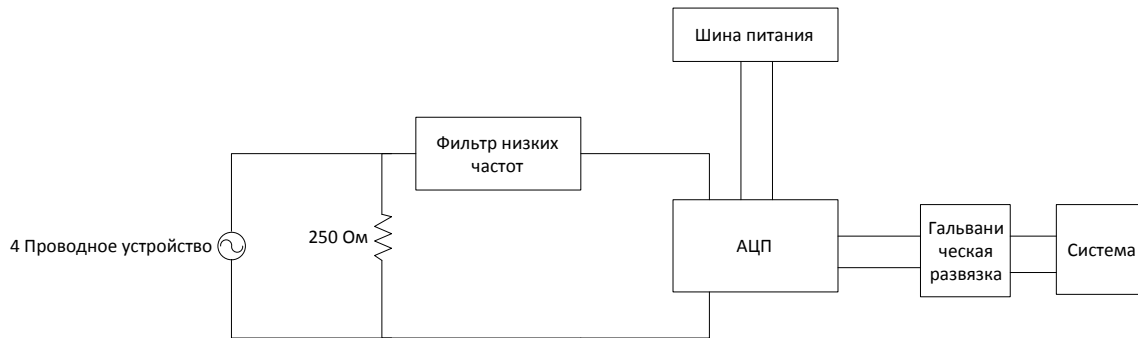 Шина питания
Фильтр низких
частот
4 Проводное устройство
250 Ом
АЦП
Гальвани
ческая
развязка
Система